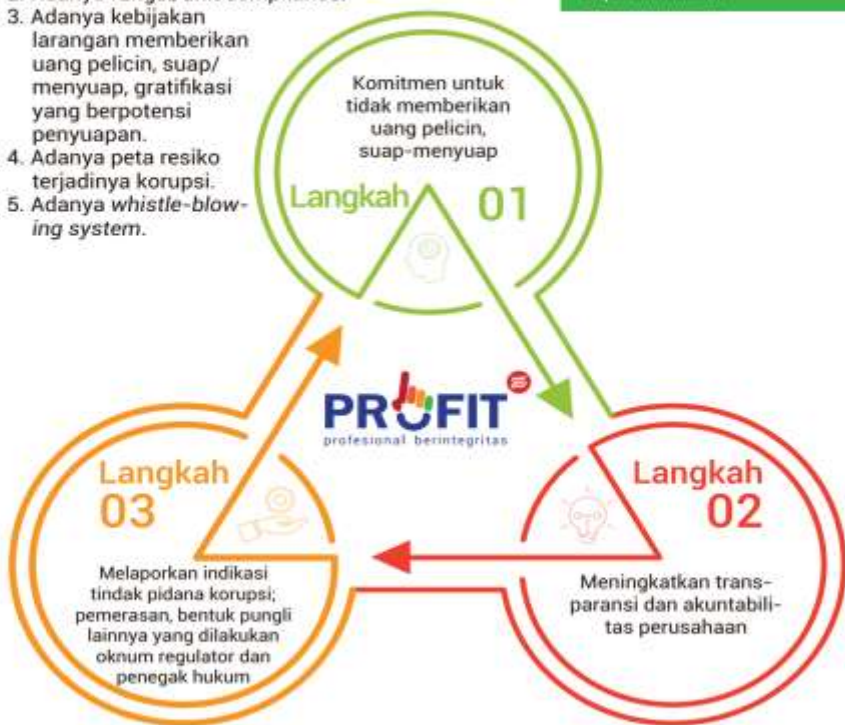 3. Adanya kebijakan
larangan memberikan
uang pelicin, suap/
menyuap, gratifikasi
yang berpotensi
penyuapan.
4. Adanya peta resiko
terjadinya korupsi.
5. Adanya whistle-blow-
ing system.
Komitmen untuk
tidak memberikan
uang pelicin,
suap-menyuap
Langkah 01
PROFIT
profesional berintegritas
Langkah
03
Melaporkan indikasi
tindak pidana korupsi;
pemerasan, bentuk pungli
lainnya yang dilakukan
oknum regulator dan
penegak hukum
Langkah
02
Meningkatkan trans-
paransi dan akuntabili-
tas perusahaan